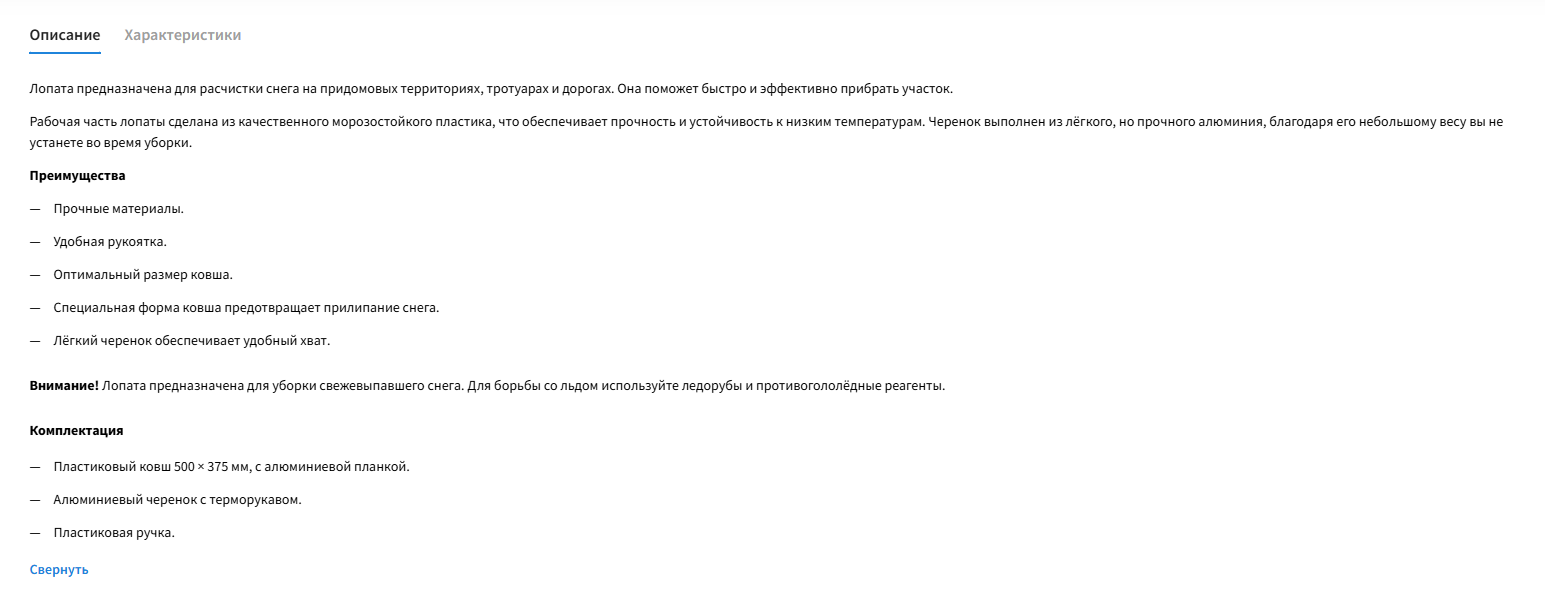 Описание Характеристики
Лопата предназначена для расчистки снега на придомовых территориях, тротуарах и дорогах. Она поможет быстро и эффективно прибрать участок.
Рабочая часть лопаты сделана из качественного морозостойкого пластика, что обеспечивает прочность и устойчивость к низким температурам. Черенок выполнен из лёгкого, но прочного алюминия, благодаря его небольшому весу вы не
устанете во время уборки.
Преимущества
— Прочные материалы.
— Удобная рукоятка.
— Оптимальный размер ковша.
— Специальная форма ковша предотвращает прилипание снега.
— Лёгкий черенок обеспечивает удобный хват.
Внимание! Лопата предназначена для уборки свежевыпавшего снега. Для борьбы со льдом используйте ледорубы и противогололёдные реагенты.
Комплектация
— Пластиковый ковш 500 × 375 мм, с алюминиевой планкой.
— Алюминиевый черенок с терморукавом.
— Пластиковая ручка.
Свернуть